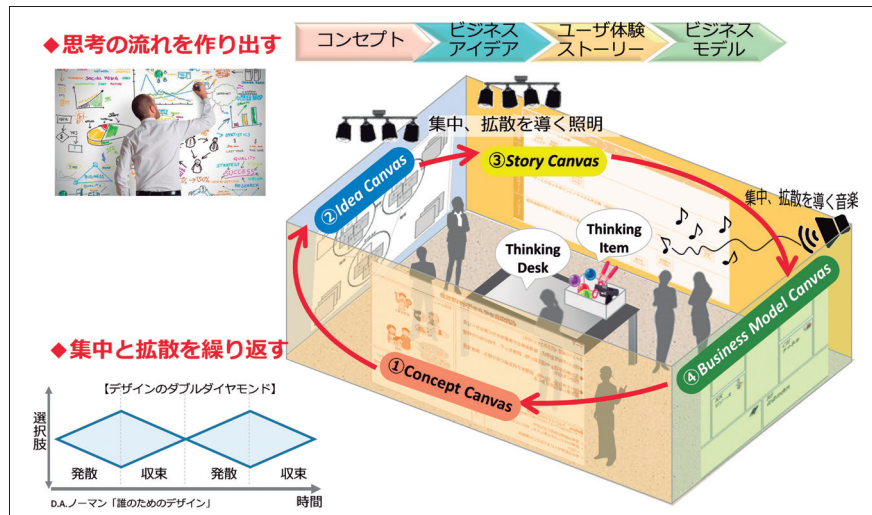 ◆思考の流れを作り出す
コンセプト
ビジネス
アイデア
ユーザ体験
ストーリー
ビジネス
モデル
集中、拡散を導く照明
②Idea Canvas
③Story Canvas
集中、拡散を導く音楽
Thinking
Desk
Thinking
Item
④Business Model Canvas
①Concept Canvas
◆集中と拡散を繰り返す
【デザインのダブルダイヤモンド】
選択肢
発散
収束
発散
収束
時間
D.A.ノーマン「誰のためのデザイン」